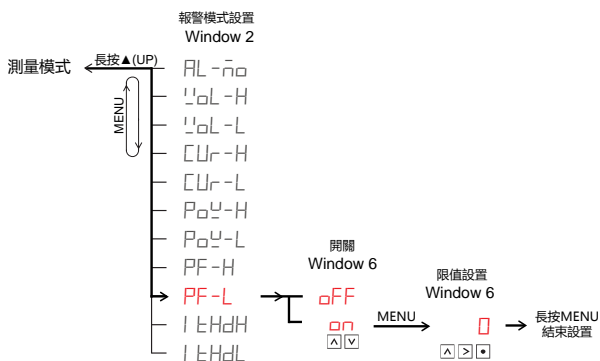 報警模式設置
Window 2
測量模式
長按▲(UP)
MENU
AL-no
VoL-H
VoL-L
CUr-H
CUr-L
PoW-H
PoW-L
PF-H
PF-L
ItHdH
ItHdL
開關
Window 6
oFF
on
∧ ∨
MENU
限值設置
Window 6
0
∧ > •
長按MENU
結束設置